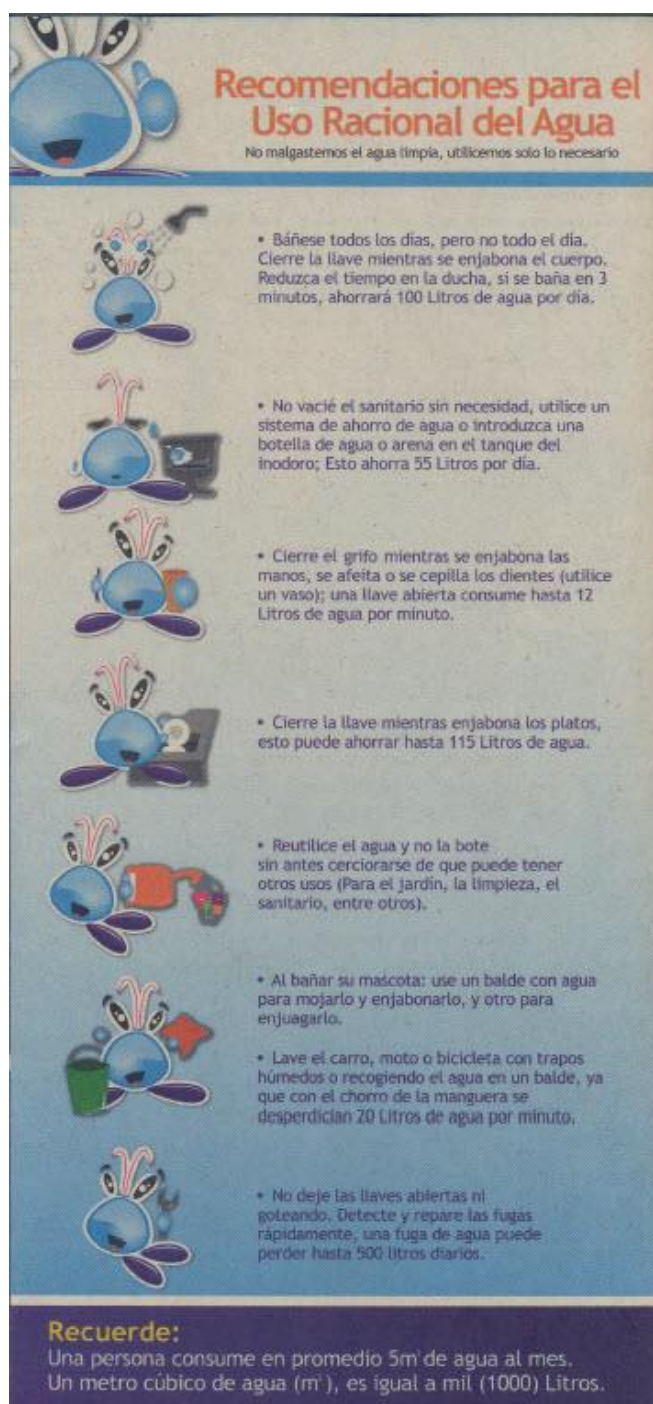 Recomendaciones para el
Uso Racional del Agua
No malgastemos el agua limpia, utilicemos solo lo necesario
• Báñese todos los días, pero no todo el día.
Cierre la llave mientras se enjabona el cuerpo.
Reduzca el tiempo en la ducha, si se baña en 3
minutos, ahorrará 100 Litros de agua por día.
• No vacié el sanitario sin necesidad, utilice un
sistema de ahorro de agua o introduzca una
botella de agua o arena en el tanque del
inodoro; Esto ahorra 55 Litros por día.
• Cierre el grifo mientras se enjabona las
manos, se afeita o se cepilla los dientes (utilice
un vaso); una llave abierta consume hasta 12
Litros de agua por minuto.
• Cierre la llave mientras enjabona los platos,
esto puede ahorrar hasta 115 Litros de agua.
• Reutilice el agua y no la bote
sin antes cerciorarse de que puede tener
otros usos (Para el jardín, la limpieza, el
sanitario, entre otros).
• Al bañar su mascota: use un balde con agua
para mojarlo y enjabonarlo, y otro para
enjuagarlo.
• Lave el carro, moto o bicicleta con trapos
húmedos o recogiendo el agua en un balde, ya
que con el chorro de la manguera se
desperdician 20 Litros de agua por minuto.
• No deje las llaves abiertas ni
goteando. Detecte y repare las fugas
rápidamente, una fuga de agua puede
perder hasta 500 litros diarios.
Recuerde:
Una persona consume en promedio 5m³ de agua al mes.
Un metro cúbico de agua (m³), es igual a mil (1000) Litros.